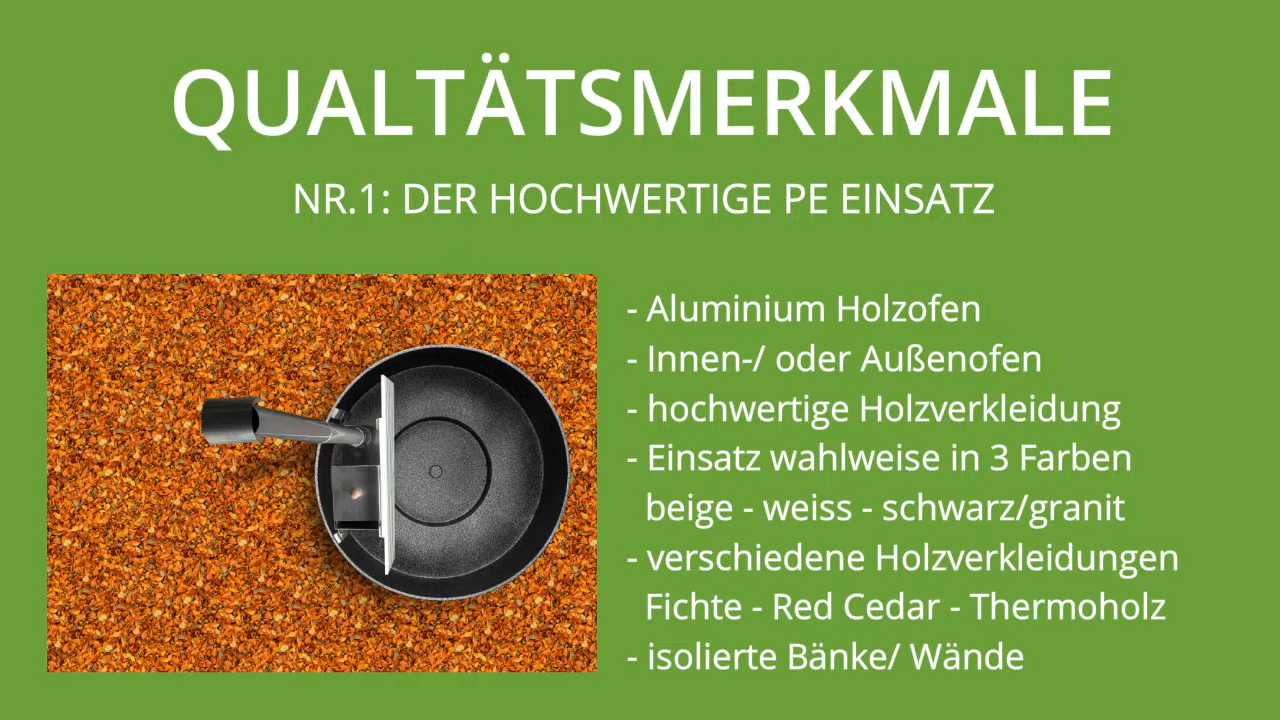 QUALTÄTSMERKMALE
NR.1: DER HOCHWERTIGE PE EINSATZ
- Aluminium Holzofen
- Innen-/ oder Außenofen
- hochwertige Holzverkleidung
- Einsatz wahlweise in 3 Farben
beige - weiss - schwarz/granit
- verschiedene Holzverkleidungen
Fichte - Red Cedar - Thermoholz
- isolierte Bänke/ Wände